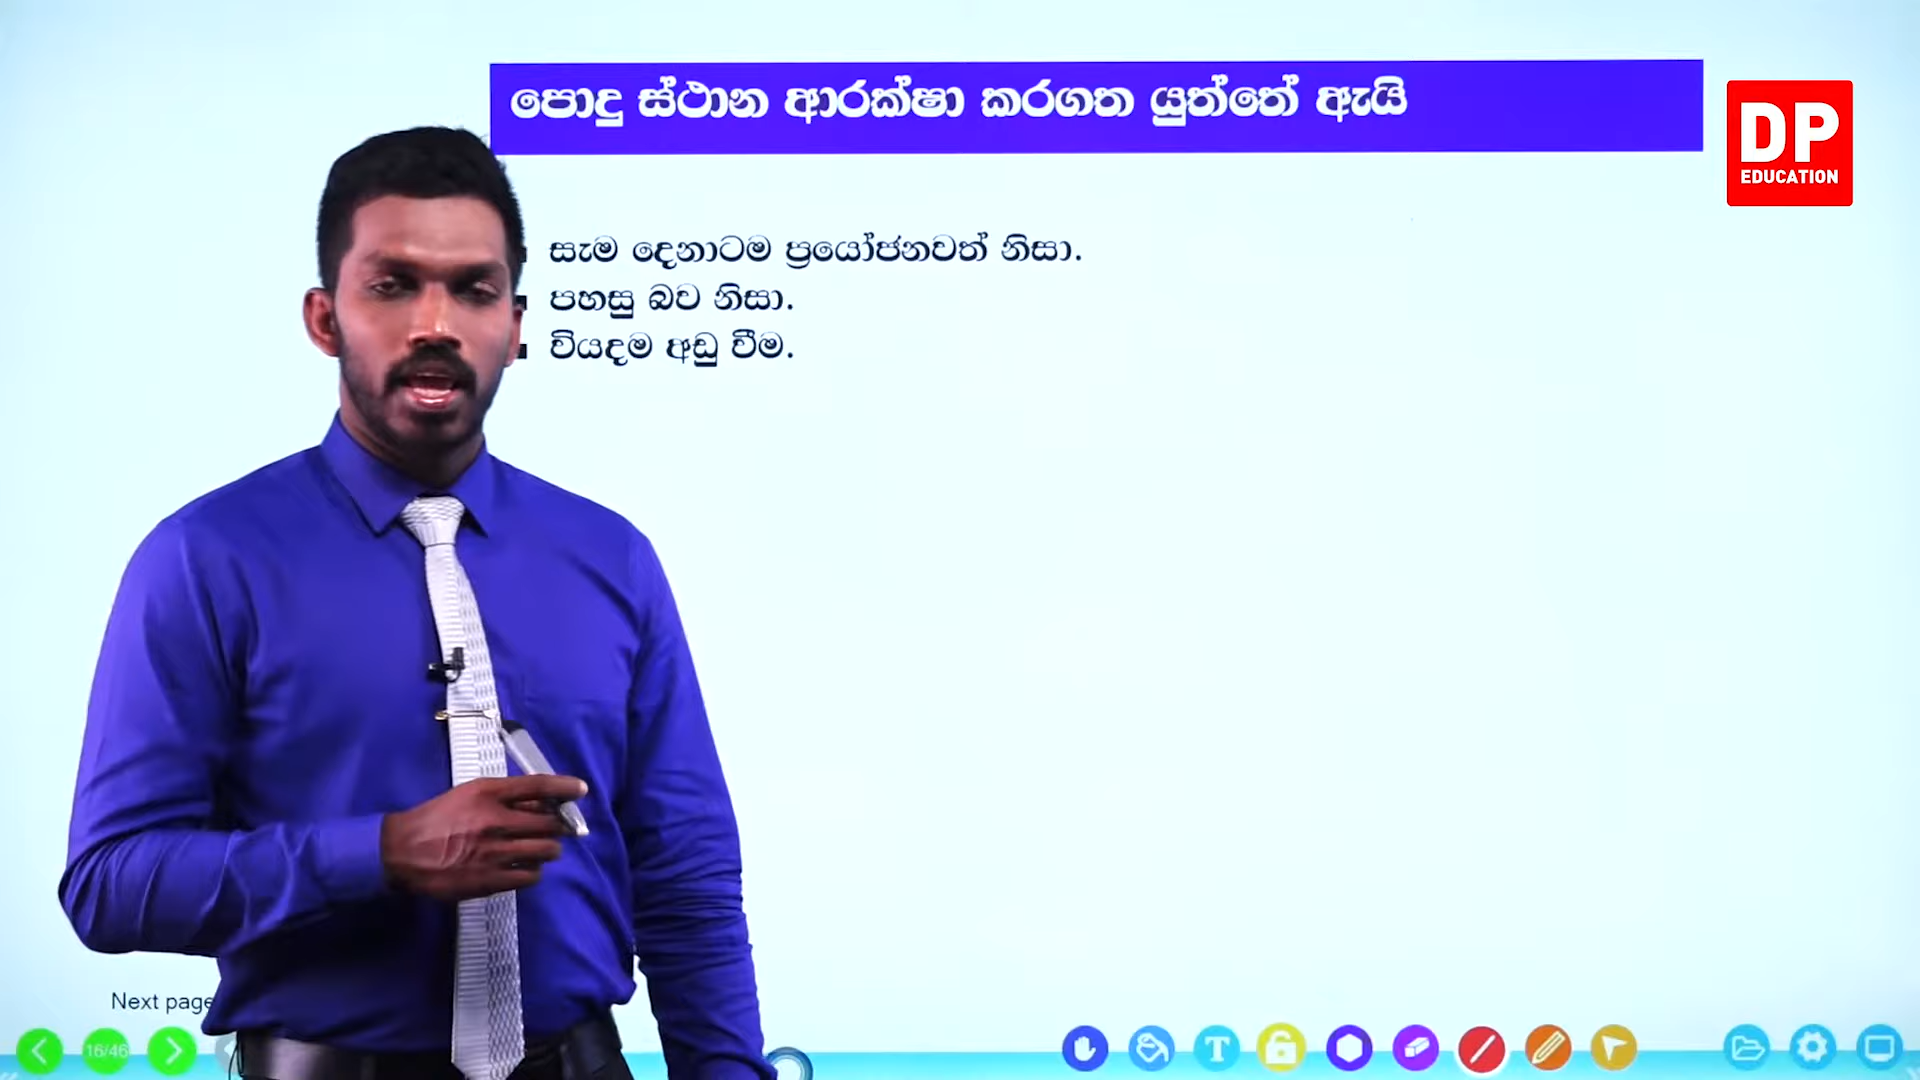 පොදු ස්ථාන ආරක්ෂා කරගත යුත්තේ ඇයි
DP
EDUCATION
සැම දෙනාටම ප්‍රයෝජනවත් නිසා.
පහසු බව නිසා.
වියදම අඩු වීම.
Next page
16/46
T